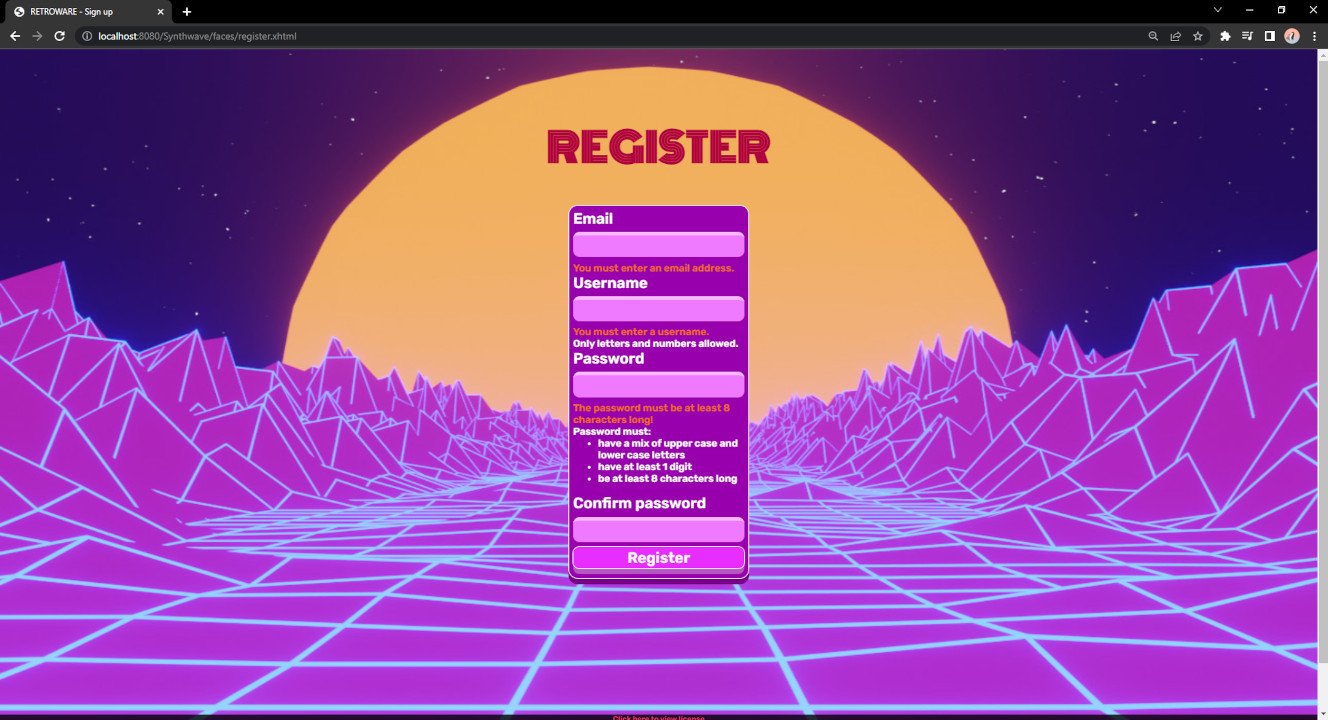 RETROWARE - Sign up
localhost:8080/Synthwave/faces/register.xhtml
REGISTER
Email
You must enter an email address.
Username
You must enter a username.
Only letters and numbers allowed.
Password
The password must be at least 8
characters long!
Password must:
• have a mix of upper case and
lower case letters
• have at least 1 digit
• be at least 8 characters long
Confirm password
Register
Click here to view license